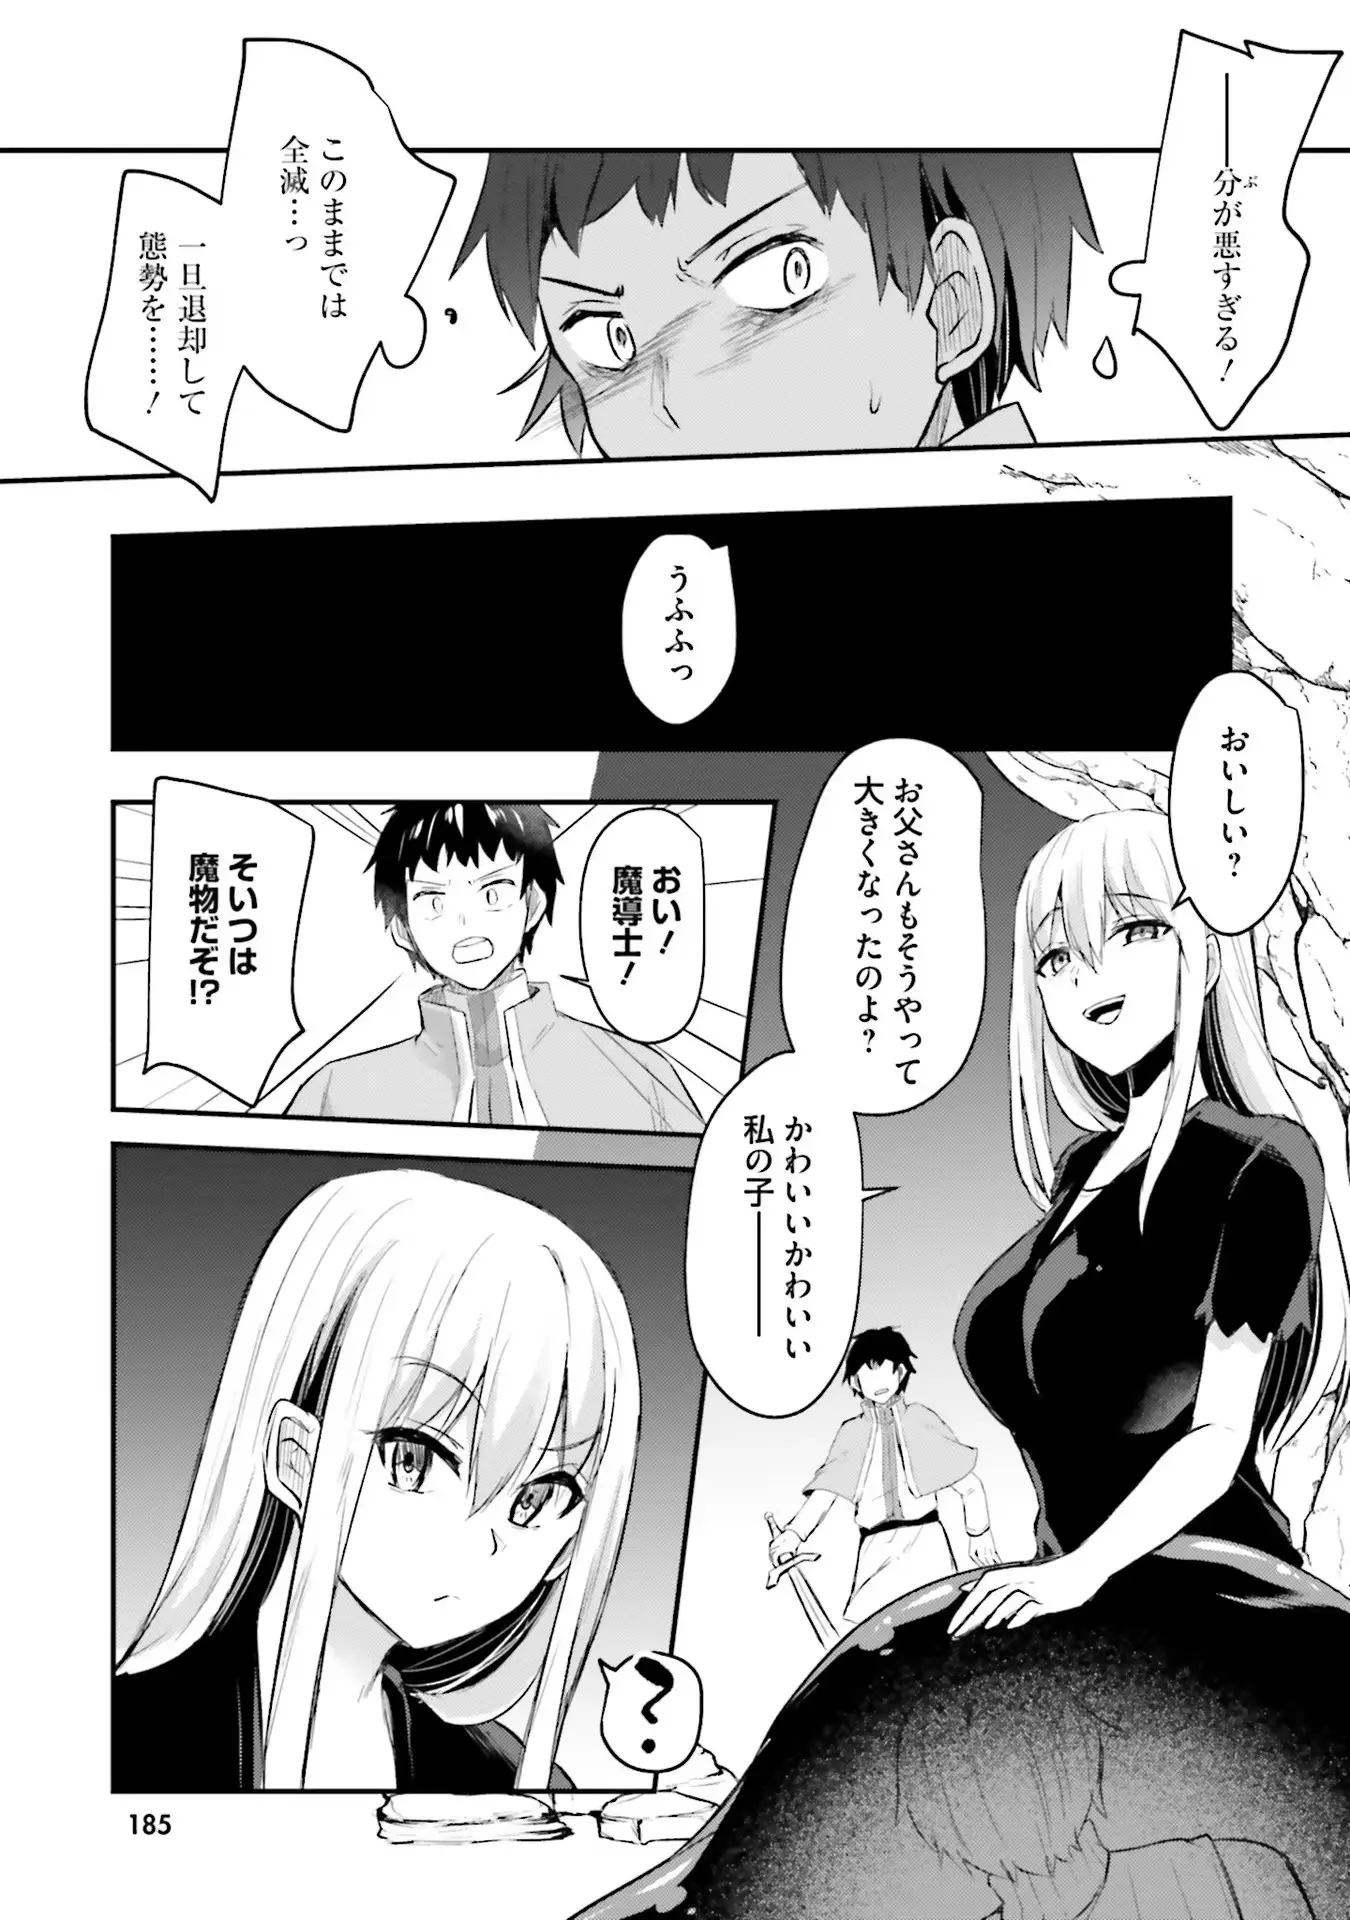 ――分が悪すぎる！
ぶ
このままでは
全滅…っ
一旦退却して
態勢を……！
うふふっ
おいしい？
お父さんもそうやって
大きくなったのよ？
かわいいかわいい
私の子――
おい！
魔導士！
そいつは
魔物だぞ!?
？
185